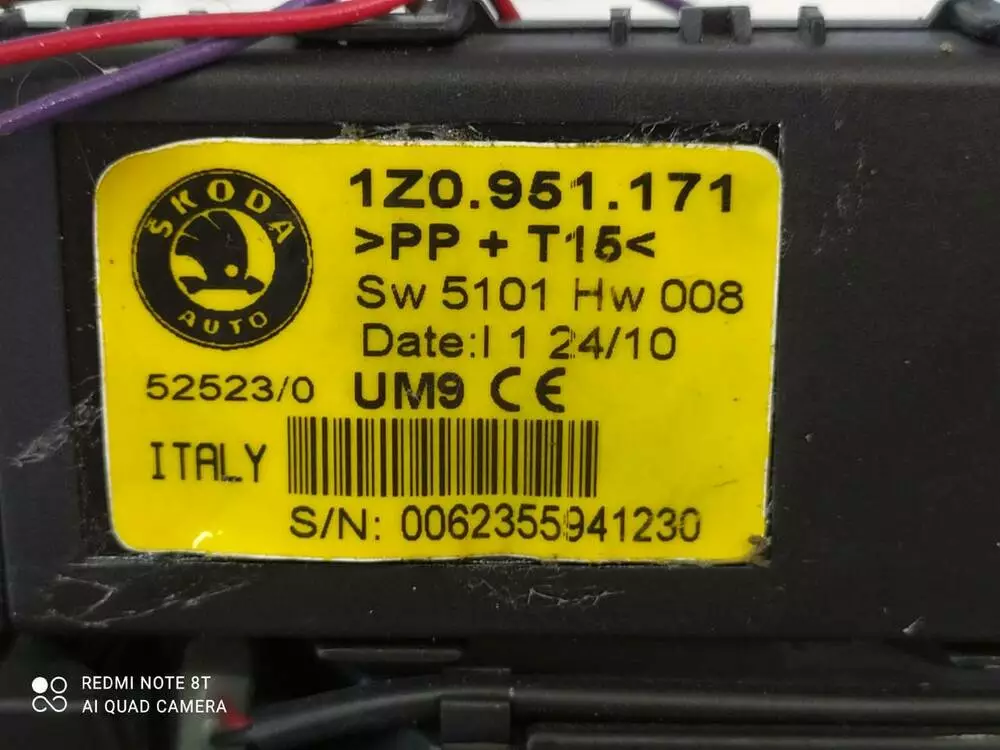 ŠKODA
AUTO
1Z0.951.171
>PP + T15<
Sw 5101 Hw 008
Date:I 1 24/10
52523/0 UM9 CE
ITALY
S/N: 0062355941230
REDMI NOTE 8T
AI QUAD CAMERA